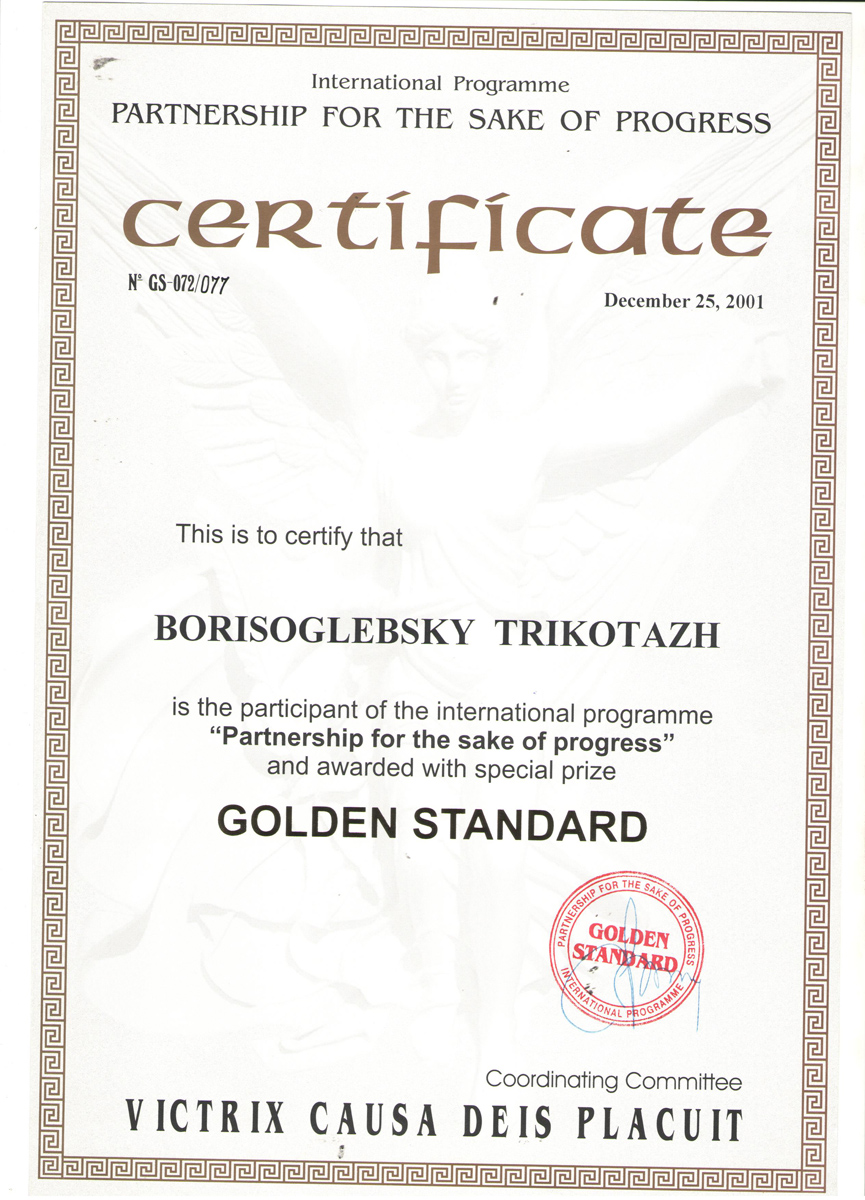 International Programme
PARTNERSHIP FOR THE SAKE OF PROGRESS
certificate
Nº GS-072/077
December 25, 2001
This is to certify that
BORISOGLEBSKY TRIKOTAZH
is the participant of the international programme
“Partnership for the sake of progress”
and awarded with special prize
GOLDEN STANDARD
PARTNERSHIP FOR THE SAKE OF PROGRESS
GOLDEN
STANDARD
INTERNATIONAL PROGRAMME
Coordinating Committee
VICTRIX CAUSA DEIS PLACUIT